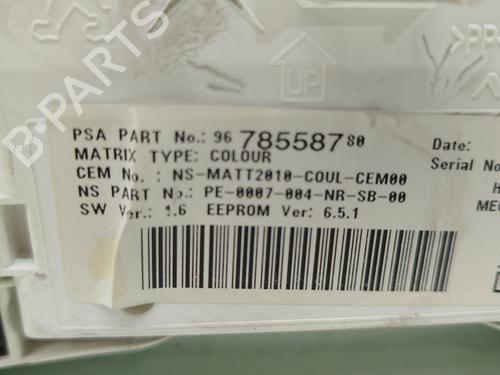 UP
PP
PSA PART No.: 96 785587 80
MATRIX TYPE: COLOUR
CEM No. : NS-MATT2010-COUL-CEM00
NS PART No: PE-0007-004-NR-SB-00
SW Ver.: 1.6 EEPROM Ver: 6.5.1
Date:
Serial No
B-PARTS